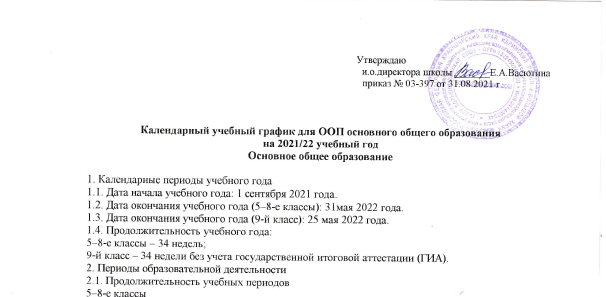 Утверждаю
и.о.директора школы Е.А.Васютина
приказ № 03-397 от 31.08.2021 г
Календарный учебный график для ООП основного общего образования
на 2021/22 учебный год
Основное общее образование
1. Календарные периоды учебного года
1.1. Дата начала учебного года: 1 сентября 2021 года.
1.2. Дата окончания учебного года (5–8-е классы): 31мая 2022 года.
1.3. Дата окончания учебного года (9-й класс): 25 мая 2022 года.
1.4. Продолжительность учебного года:
5–8-е классы – 34 недель;
9-й класс – 34 недели без учета государственной итоговой аттестации (ГИА).
2. Периоды образовательной деятельности
2.1. Продолжительность учебных периодов
5–8-е классы